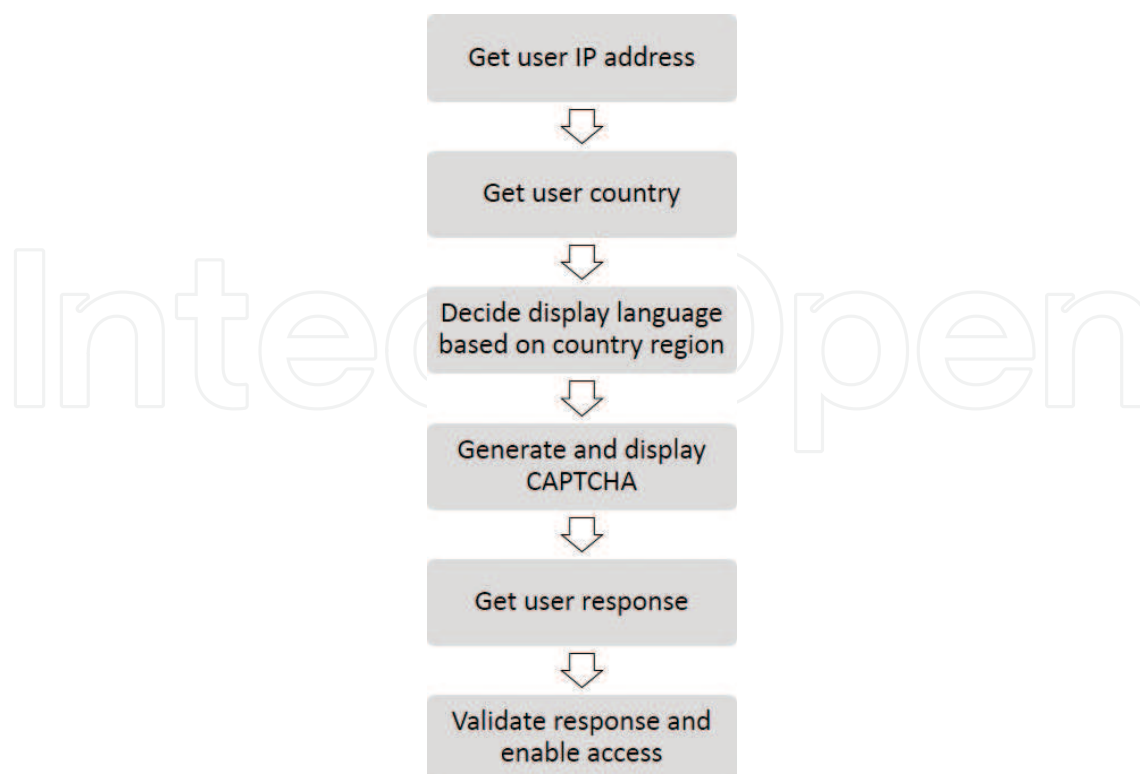 Get user IP address
Get user country
Decide display language
based on country region
Generate and display
CAPTCHA
Get user response
Validate response and
enable access
IntechOpen